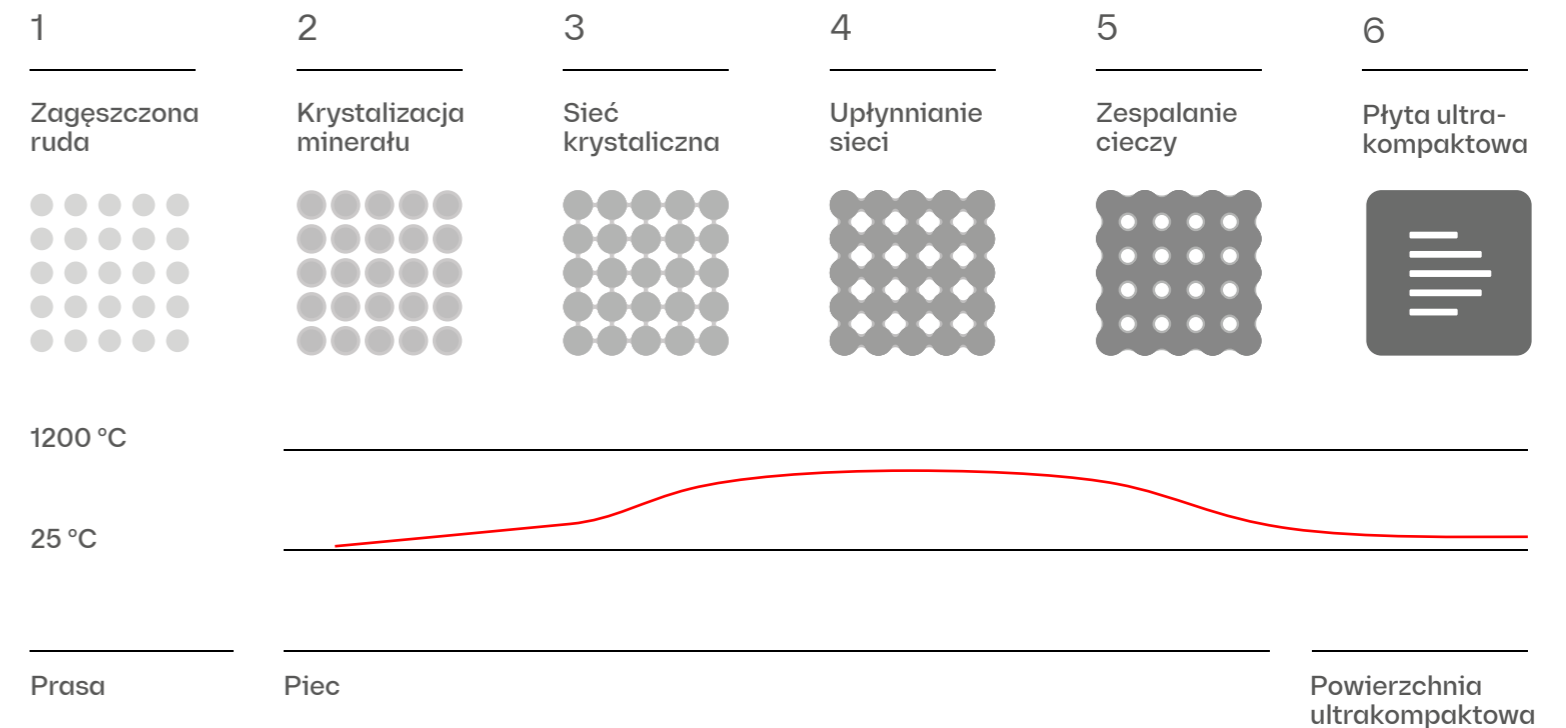 1
2
3
4
5
6
Zagęszczona
ruda
Krystalizacja
minerału
Sieć
krystaliczna
Upłynnianie
sieci
Zespalanie
cieczy
Płyta ultra-
kompaktowa
1200 °C
25 °C
Prasa
Piec
Powierzchnia
ultrakompaktowa